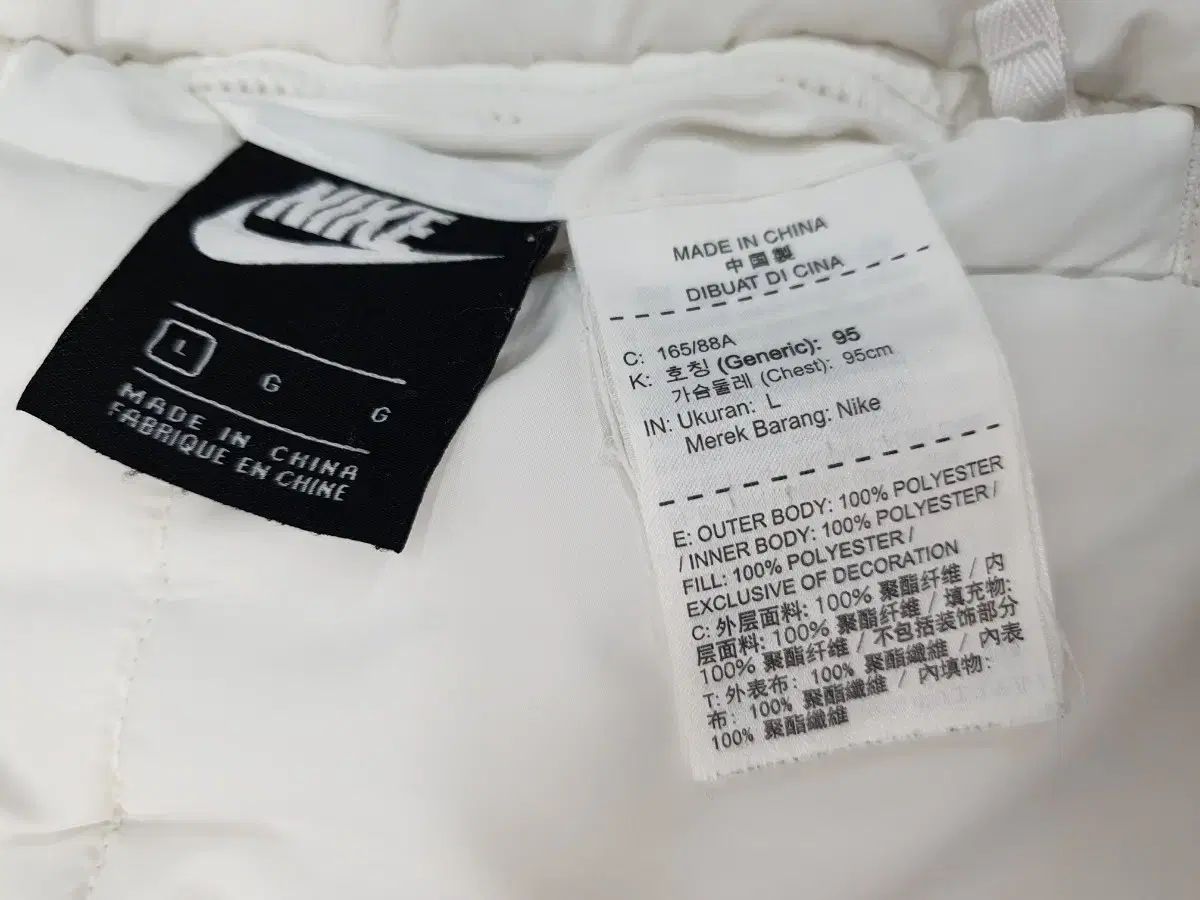 NIKE
L G G
MADE IN CHINA
FABRIQUE EN CHINE
MADE IN CHINA
中国製
DIBUAT DI CINA
C: 165/88A
K: 호칭 (Generic): 95
가슴둘레 (Chest): 95cm
IN: Ukuran: L
Merek Barang: Nike
E: OUTER BODY: 100% POLYESTER
/ INNER BODY: 100% POLYESTER /
FILL: 100% POLYESTER /
EXCLUSIVE OF DECORATION
C: 外层面料: 100% 聚酯纤维 / 内
层面料: 100% 聚酯纤维 / 填充物:
100% 聚酯纤维 / 不包括装饰部分
T: 外表布: 100% 聚酯纖維 / 內表
布: 100% 聚酯纖維 / 內填物:
100% 聚酯纖維